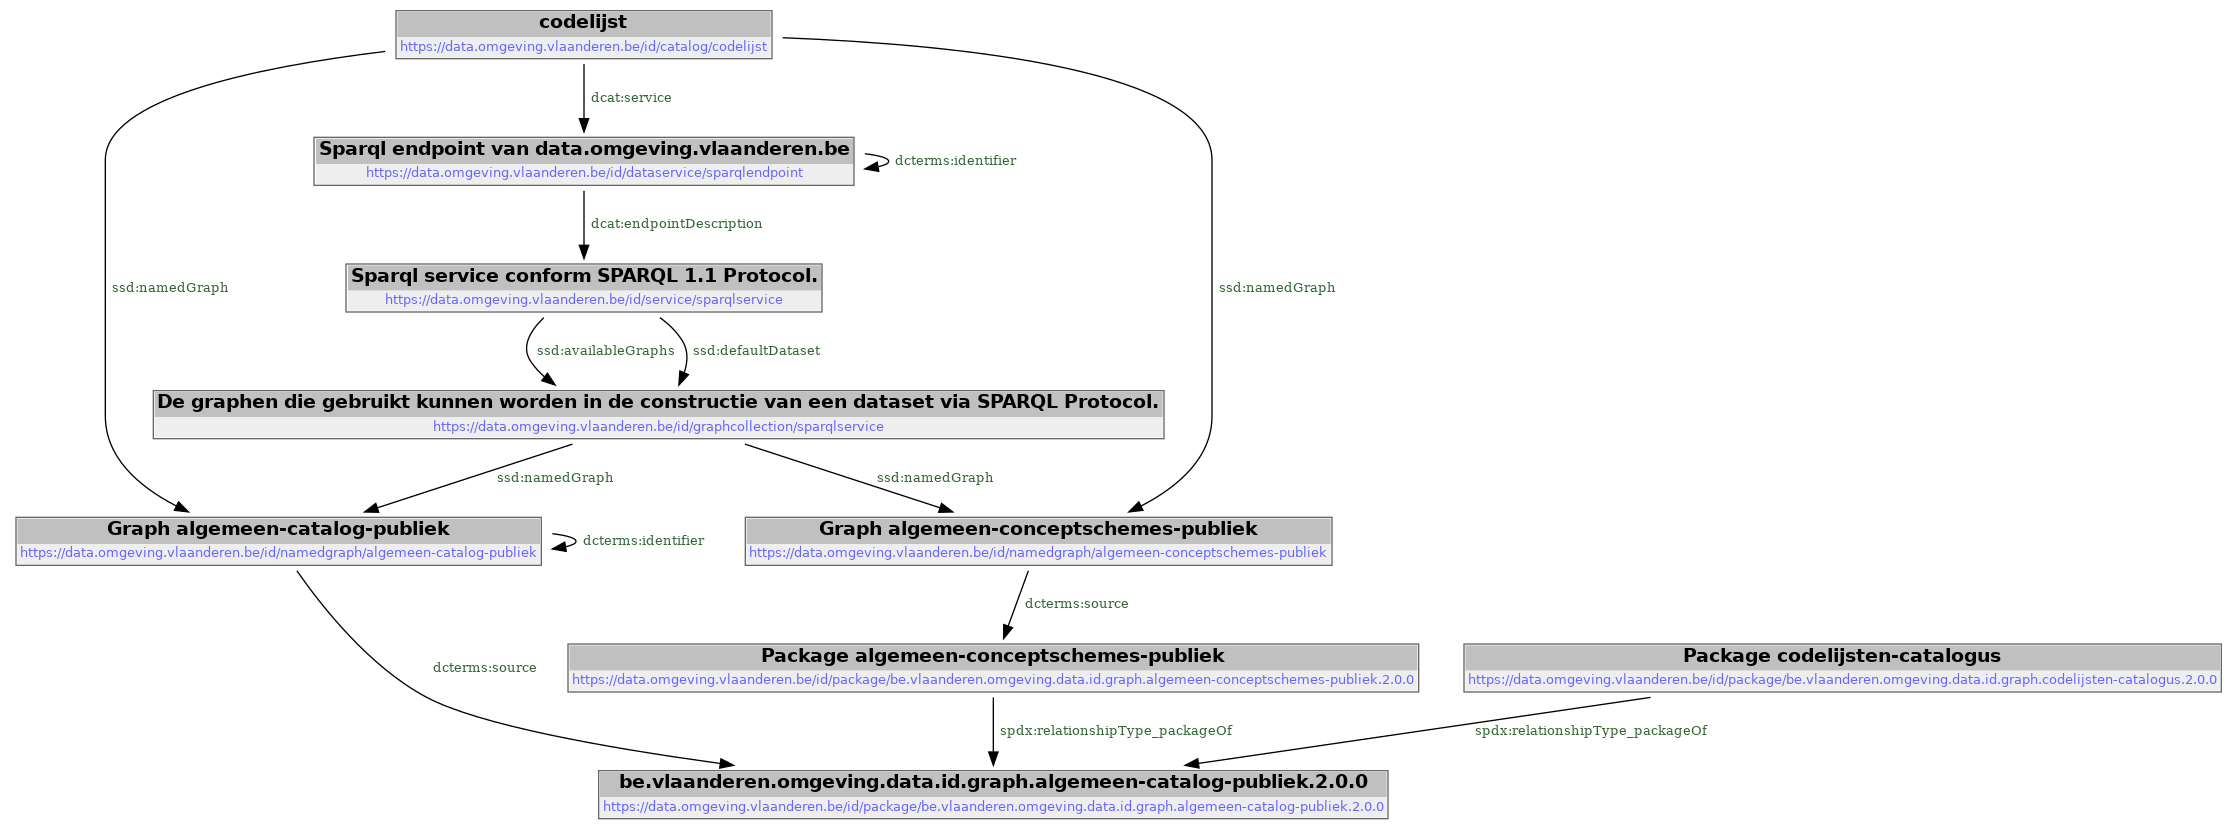 codelijst
https://data.omgeving.vlaanderen.be/id/catalog/codelijst
dcat:service
Sparql endpoint van data.omgeving.vlaanderen.be
https://data.omgeving.vlaanderen.be/id/dataservice/sparqlendpoint
dcterms:identifier
dcat:endpointDescription
Sparql service conform SPARQL 1.1 Protocol.
https://data.omgeving.vlaanderen.be/id/service/sparqlservice
ssd:namedGraph
ssd:namedGraph
ssd:availableGraphs
ssd:defaultDataset
De graphen die gebruikt kunnen worden in de constructie van een dataset via SPARQL Protocol.
https://data.omgeving.vlaanderen.be/id/graphcollection/sparqlservice
ssd:namedGraph
ssd:namedGraph
Graph algemeen-catalog-publiek
https://data.omgeving.vlaanderen.be/id/namedgraph/algemeen-catalog-publiek
dcterms:identifier
Graph algemeen-conceptschemes-publiek
https://data.omgeving.vlaanderen.be/id/namedgraph/algemeen-conceptschemes-publiek
dcterms:source
dcterms:source
Package algemeen-conceptschemes-publiek
https://data.omgeving.vlaanderen.be/id/package/be.vlaanderen.omgeving.data.id.graph.algemeen-conceptschemes-publiek.2.0.0
Package codelijsten-catalogus
https://data.omgeving.vlaanderen.be/id/package/be.vlaanderen.omgeving.data.id.graph.codelijsten-catalogus.2.0.0
spdx:relationshipType_packageOf
spdx:relationshipType_packageOf
be.vlaanderen.omgeving.data.id.graph.algemeen-catalog-publiek.2.0.0
https://data.omgeving.vlaanderen.be/id/package/be.vlaanderen.omgeving.data.id.graph.algemeen-catalog-publiek.2.0.0